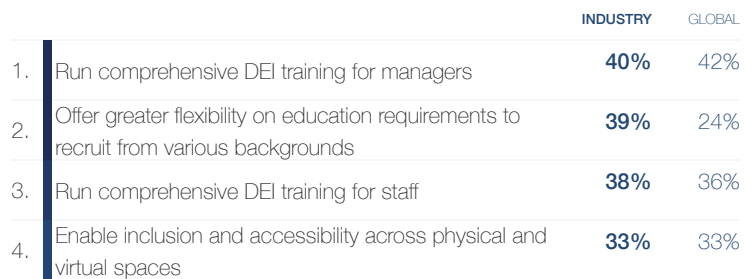 INDUSTRY GLOBAL
1. Run comprehensive DEI training for managers 40% 42%
2. Offer greater flexibility on education requirements to
recruit from various backgrounds 39% 24%
3. Run comprehensive DEI training for staff 38% 36%
4. Enable inclusion and accessibility across physical and
virtual spaces 33% 33%